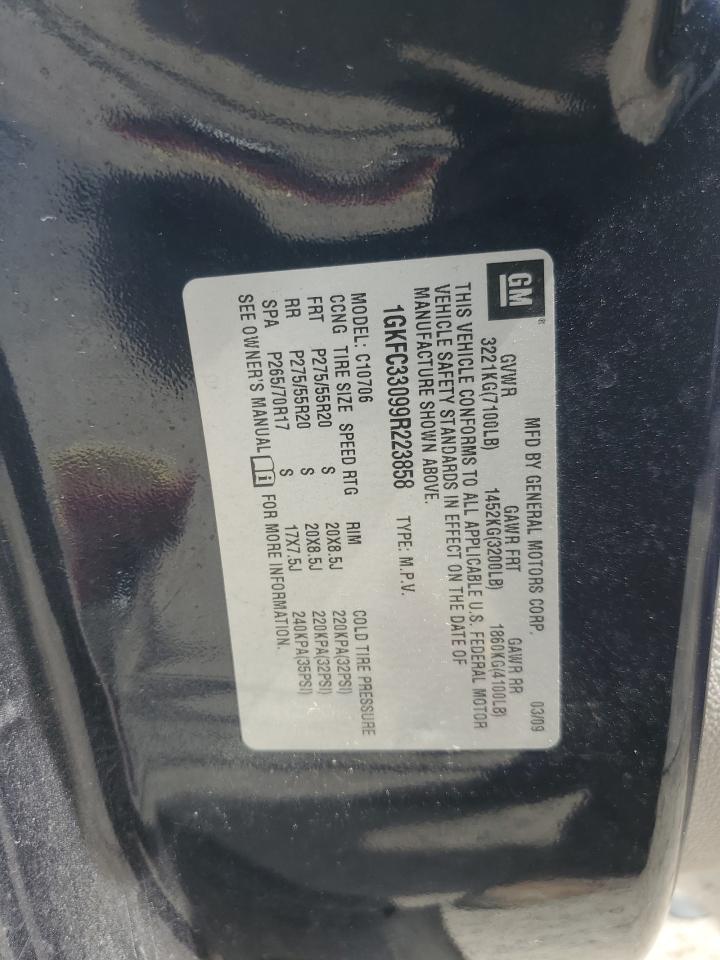 GM®
MFD BY GENERAL MOTORS CORP. 03/09
GVWR GAWR FRT GAWR RR
3221KG(7100LB) 1452KG(3200LB) 1860KG(4100LB)
THIS VEHICLE CONFORMS TO ALL APPLICABLE U.S. FEDERAL MOTOR
VEHICLE SAFETY STANDARDS IN EFFECT ON THE DATE OF
MANUFACTURE SHOWN ABOVE.
1GKFC33099R223858 TYPE: M.P.V.
MODEL: C10706
CCNG TIRE SIZE SPEED RTG RIM COLD TIRE PRESSURE
FRT P275/55R20 S 20X8.5J 220KPA(32PSI)
RR P275/55R20 S 20X8.5J 220KPA(32PSI)
SPA P265/70R17 17X7.5J 240KPA(35PSI)
SEE OWNER'S MANUAL i FOR MORE INFORMATION.